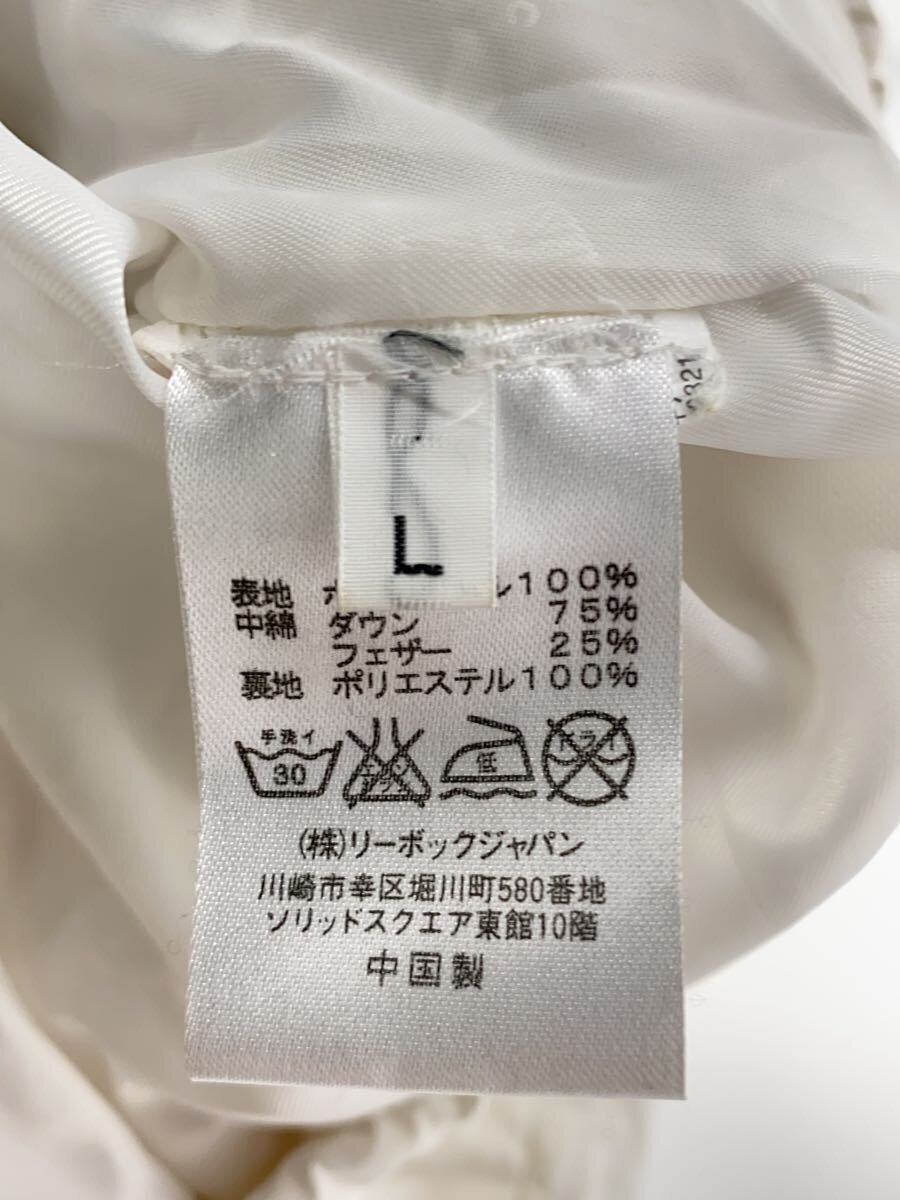 L
表地 ル100%
中綿 ダウン 75%
フェザー 25%
裏地 ポリエステル100%
手洗イ
30
低
ドライ
(株)リーボックジャパン
川崎市幸区堀川町580番地
ソリッドスクエア東館10階
中国製